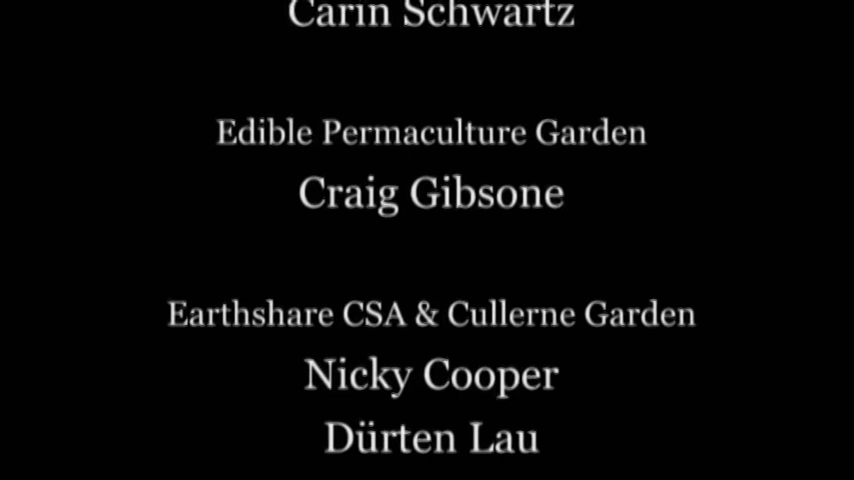 Carin Schwartz
Edible Permaculture Garden
Craig Gibsone
Earthshare CSA & Cullerne Garden
Nicky Cooper
Dürten Lau